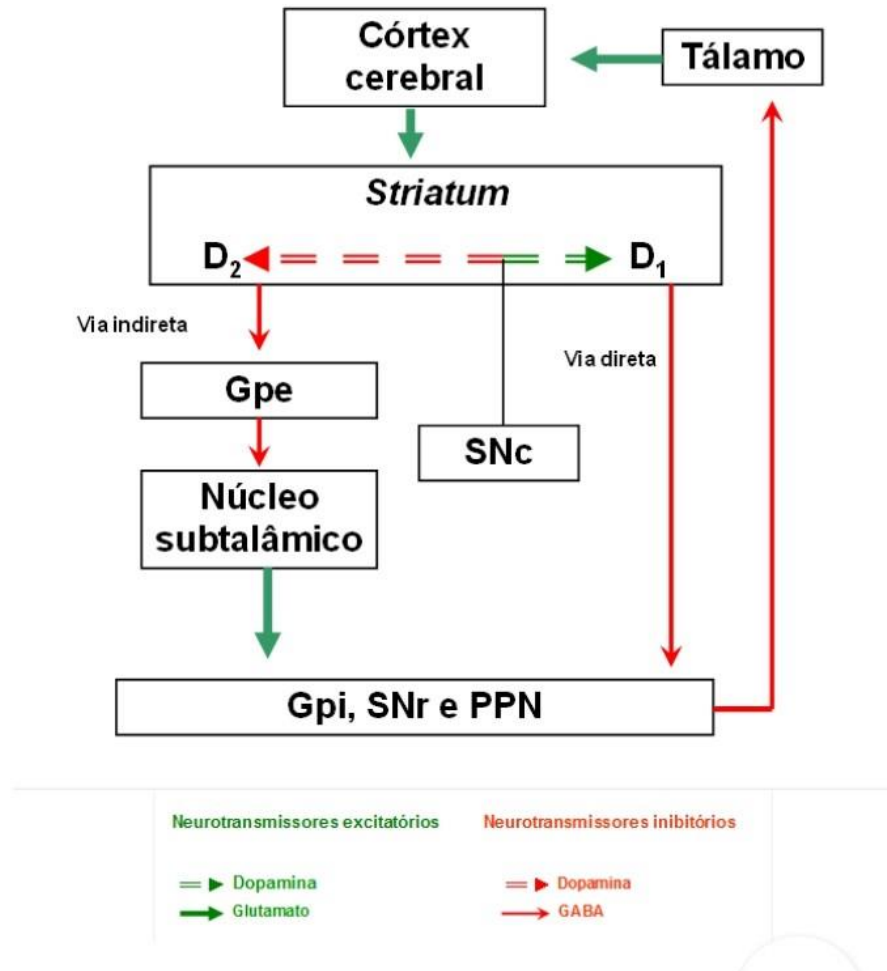 Córtex
cerebral
Tálamo
Striatum
D2
D1
Via indireta
Via direta
Gpe
SNc
Núcleo
subtalâmico
Gpi, SNr e PPN
Neurotransmissores excitatórios
Neurotransmissores inibitórios
Dopamina
Dopamina
Glutamato
GABA